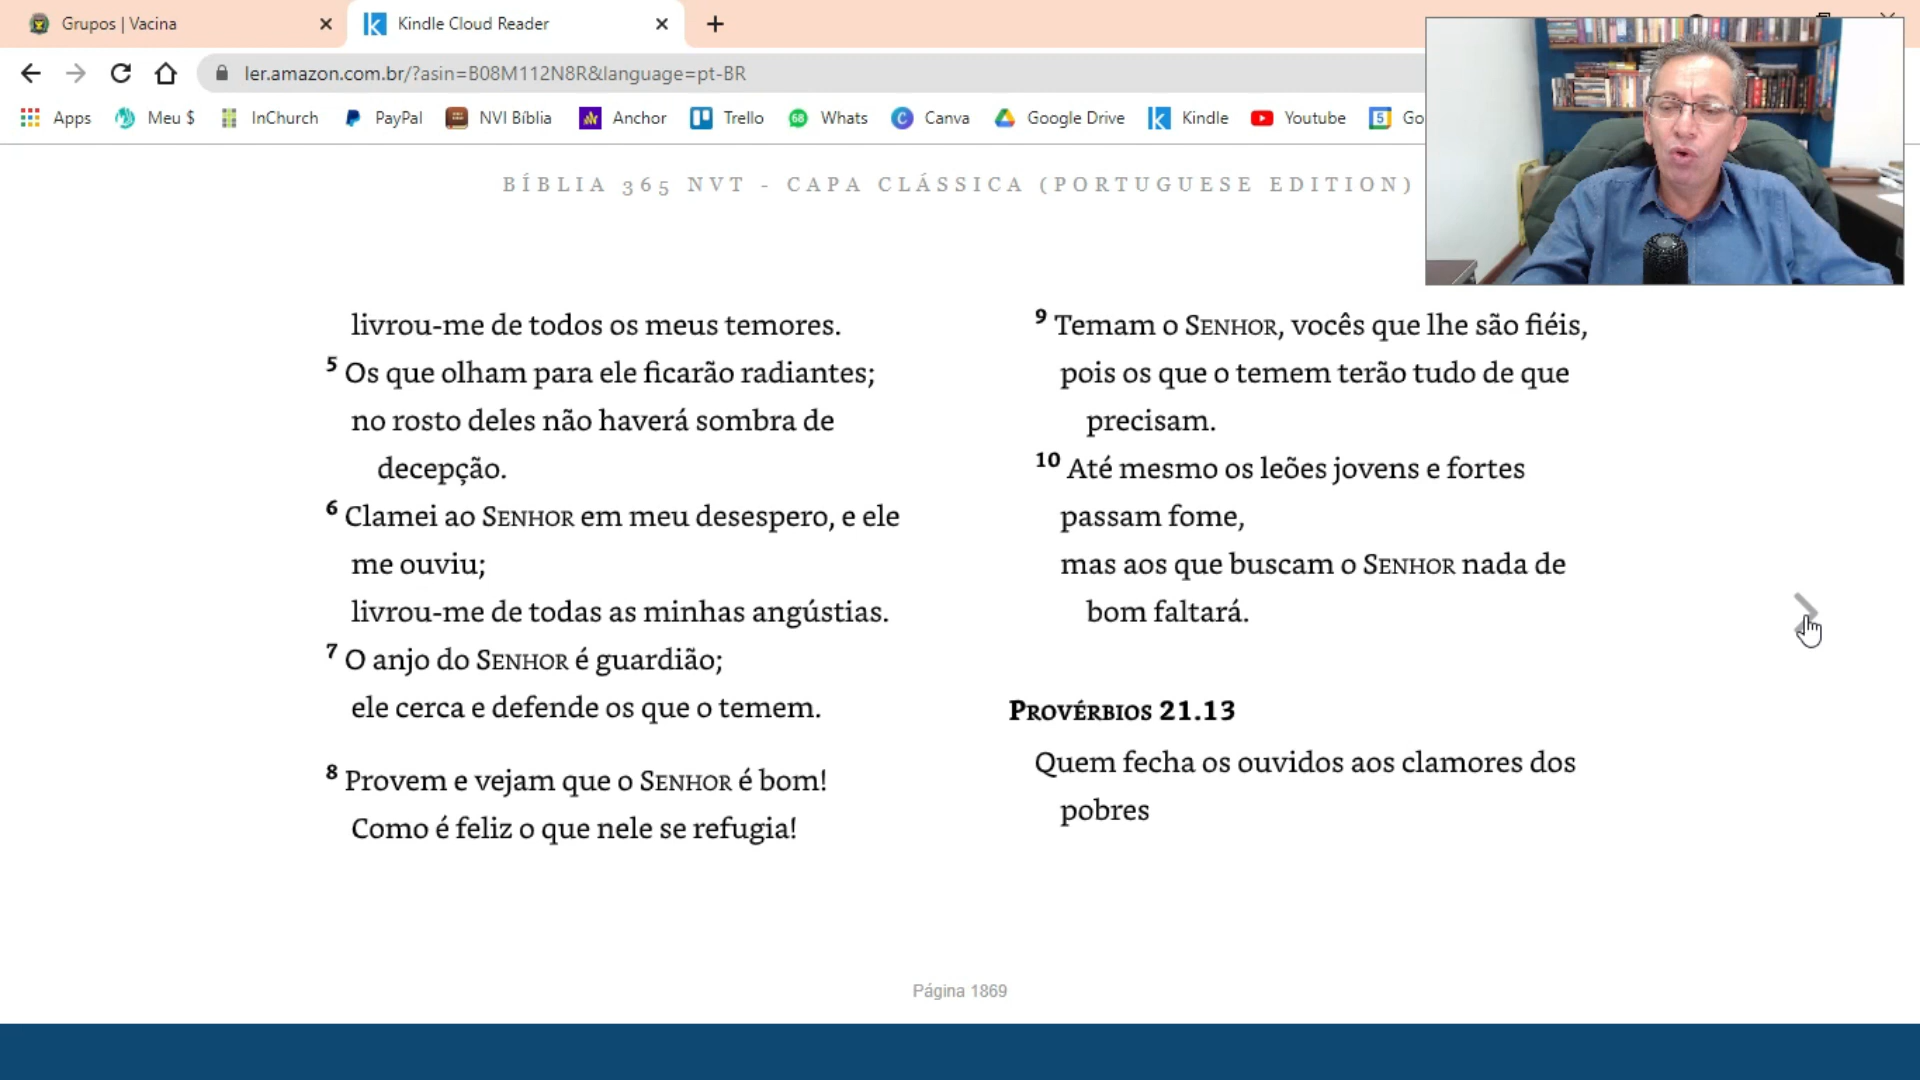 Grupos | Vacina
Kindle Cloud Reader
ler.amazon.com.br/?asin=B08M112N8R&language=pt-BR
Apps Meu $ InChurch PayPal NVI Bíblia Anchor Trello 68 Whats Canva Google Drive Kindle Youtube 5 Go
BÍBLIA 365 NVT - CAPA CLÁSSICA (PORTUGUESE EDITION)
livrou-me de todos os meus temores.
5 Os que olham para ele ficarão radiantes;
no rosto deles não haverá sombra de
decepção.
6 Clamei ao SENHOR em meu desespero, e ele
me ouviu;
livrou-me de todas as minhas angústias.
7 O anjo do SENHOR é guardião;
ele cerca e defende os que o temem.
8 Provem e vejam que o SENHOR é bom!
Como é feliz o que nele se refugia!
9 Temam o SENHOR, vocês que lhe são fiéis,
pois os que o temem terão tudo de que
precisam.
10 Até mesmo os leões jovens e fortes
passam fome,
mas aos que buscam o SENHOR nada de
bom faltará.
PROVÉRBIOS 21.13
Quem fecha os ouvidos aos clamores dos
pobres
Página 1869